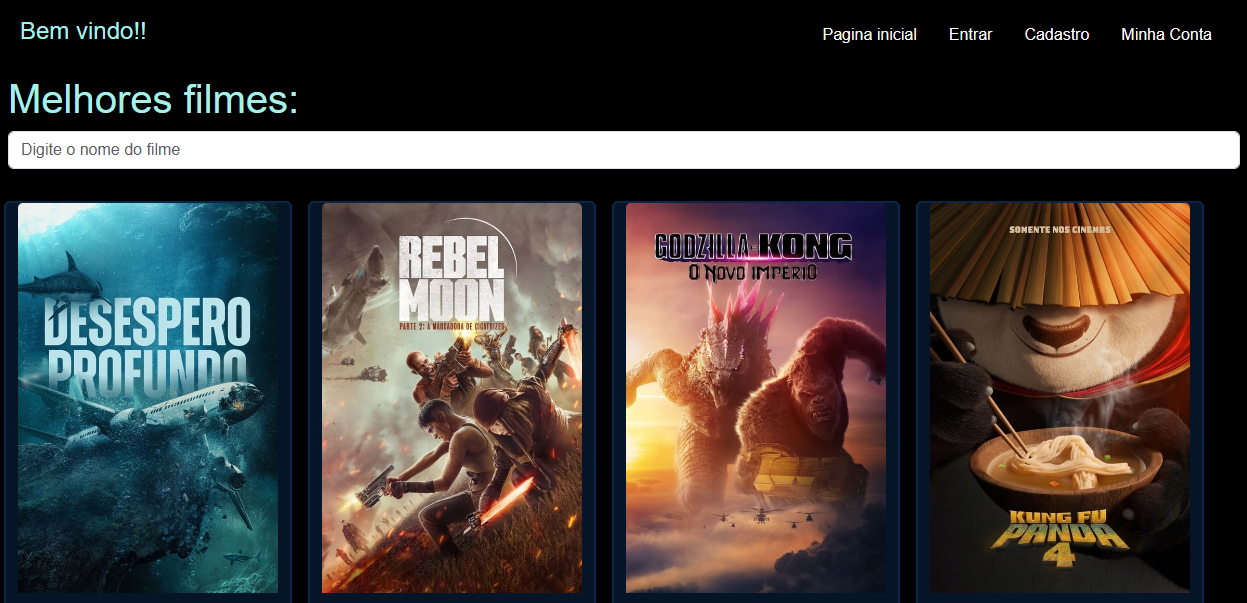 Bem vindo!!
Pagina inicial
Entrar
Cadastro
Minha Conta
Melhores filmes:
Digite o nome do filme
DESESPERO
PROFUNDO
REBEL
MOON
PARTE 2: A MARCADORA DE CICATRIZES
GODZILLA KONG
O NOVO IMPÉRIO
SOMENTE NOS CINEMAS
KUNG FU
PANDA
4